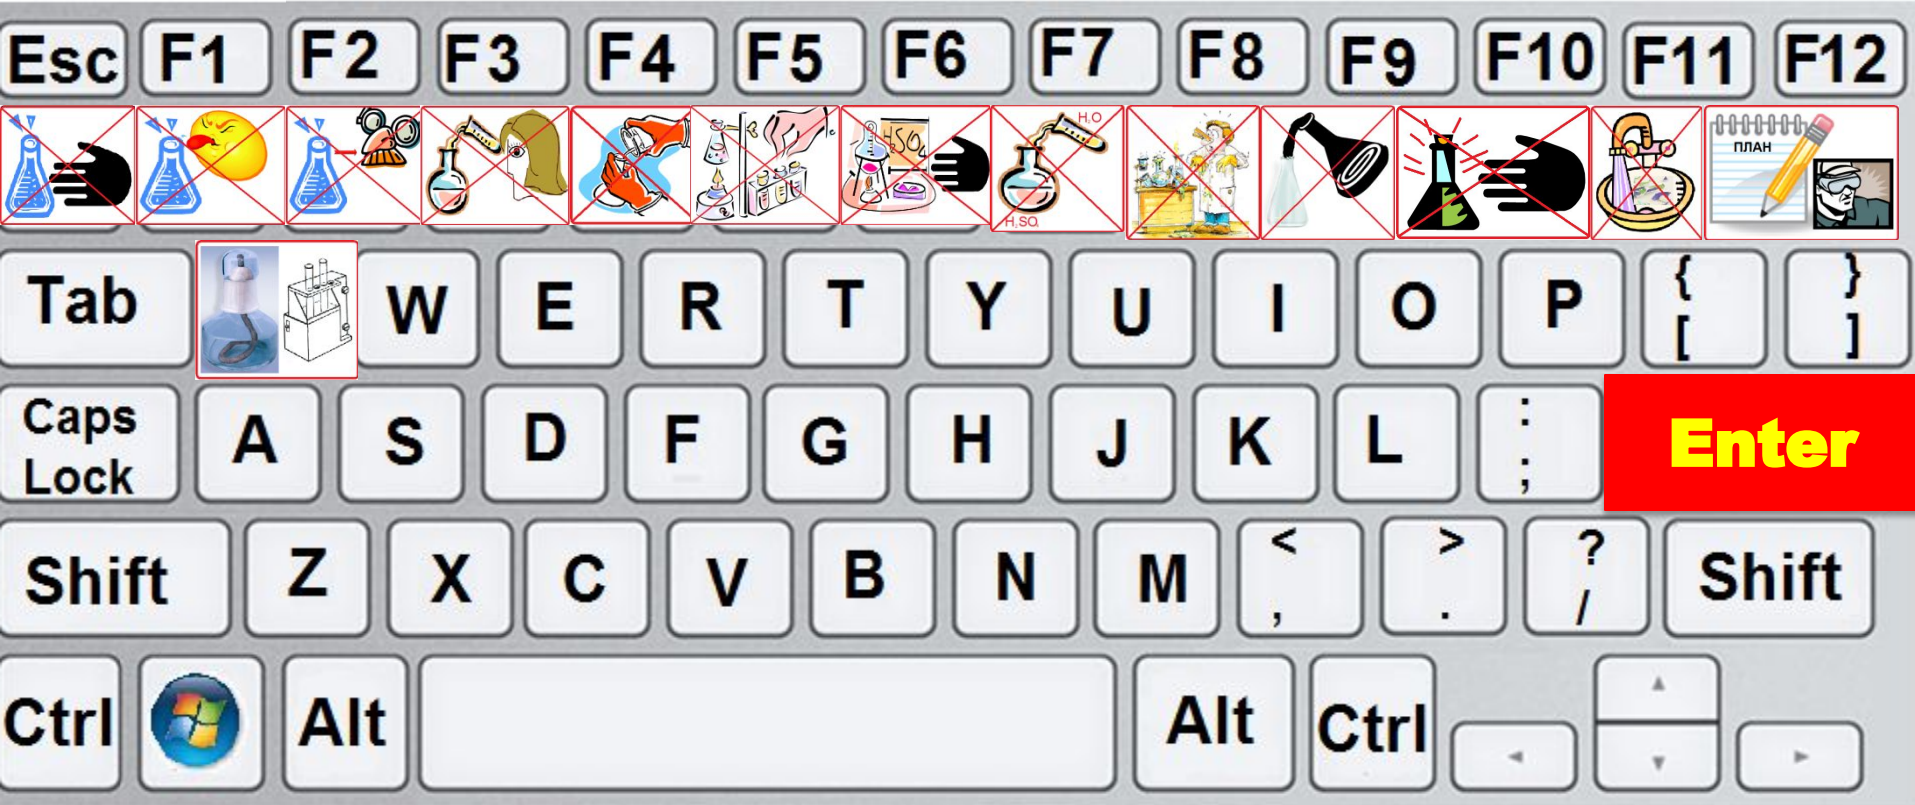 Esc F1 F2 F3 F4 F5 F6 F7 F8 F9 F10 F11 F12
H₂SO₄
H₂O
H₂SO₄
ПЛАН
Tab W E R T Y U I O P { [ } ]
Caps Lock A S D F G H J K L : ; Enter
Shift Z X C V B N M < , > . ? / Shift
Ctrl Alt Alt Ctrl